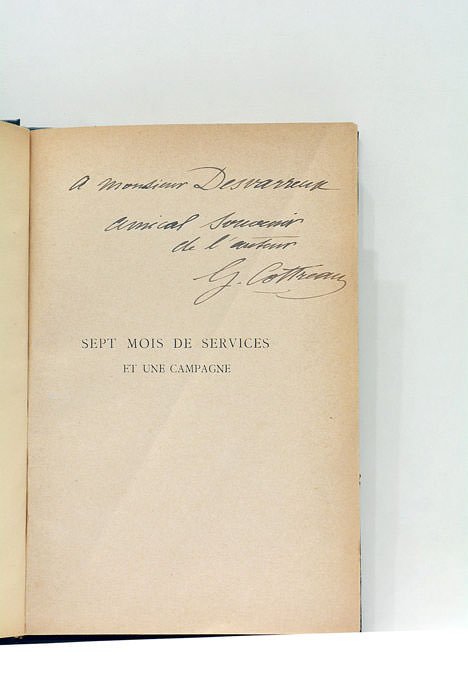 A Monsieur Desvarreux
amical souvenir
de l'auteur
G. Cottreau
SEPT MOIS DE SERVICES
ET UNE CAMPAGNE